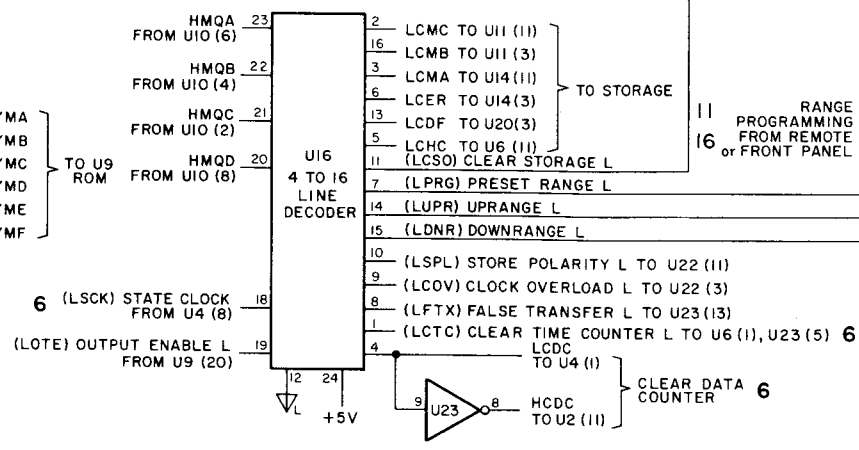 HMQA 23
FROM U10 (6)
HMQB 22
FROM U10 (4)
HMQC 21
FROM U10 (2)
HMQD 20
FROM U10 (8)
YMA
YMB
YMC
YMD
YME
YMF
TO U9
ROM
6 (LSCK) STATE CLOCK 18
FROM U4 (8)
(LOTE) OUTPUT ENABLE L 19
FROM U9 (20)
U16
4 TO 16
LINE
DECODER
12 24
L
+5V
2 LCMC TO U11 (11)
16 LCMB TO U11 (3)
3 LCMA TO U14 (11)
6 LCER TO U14 (3)
13 LCDF TO U20 (3)
5 LCHC TO U6 (11)
TO STORAGE
11 (LCSO) CLEAR STORAGE L
7 (LPRG) PRESET RANGE L
14 (LUPR) UPRANGE L
15 (LDNR) DOWNRANGE L
11
16
RANGE
PROGRAMMING
FROM REMOTE
or FRONT PANEL
10 (LSPL) STORE POLARITY L TO U22 (11)
9 (LCOV) CLOCK OVERLOAD L TO U22 (3)
8 (LFTX) FALSE TRANSFER L TO U23 (13)
1 (LCTC) CLEAR TIME COUNTER L TO U6 (1), U23 (5) 6
4 LCDC
TO U4 (1)
9 U23 8 HCDC
TO U2 (11)
CLEAR DATA
COUNTER 6